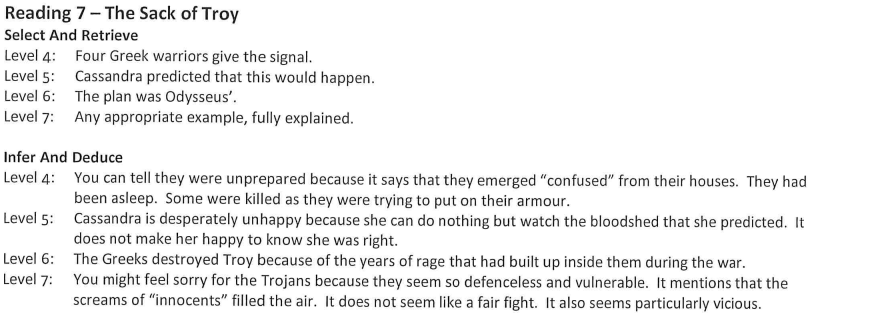 Reading 7 – The Sack of Troy
Select And Retrieve
Level 4: Four Greek warriors give the signal.
Level 5: Cassandra predicted that this would happen.
Level 6: The plan was Odysseus'.
Level 7: Any appropriate example, fully explained.
Infer And Deduce
Level 4: You can tell they were unprepared because it says that they emerged "confused" from their houses. They had
been asleep. Some were killed as they were trying to put on their armour.
Level 5: Cassandra is desperately unhappy because she can do nothing but watch the bloodshed that she predicted. It
does not make her happy to know she was right.
Level 6: The Greeks destroyed Troy because of the years of rage that had built up inside them during the war.
Level 7: You might feel sorry for the Trojans because they seem so defenceless and vulnerable. It mentions that the
screams of "innocents" filled the air. It does not seem like a fair fight. It also seems particularly vicious.